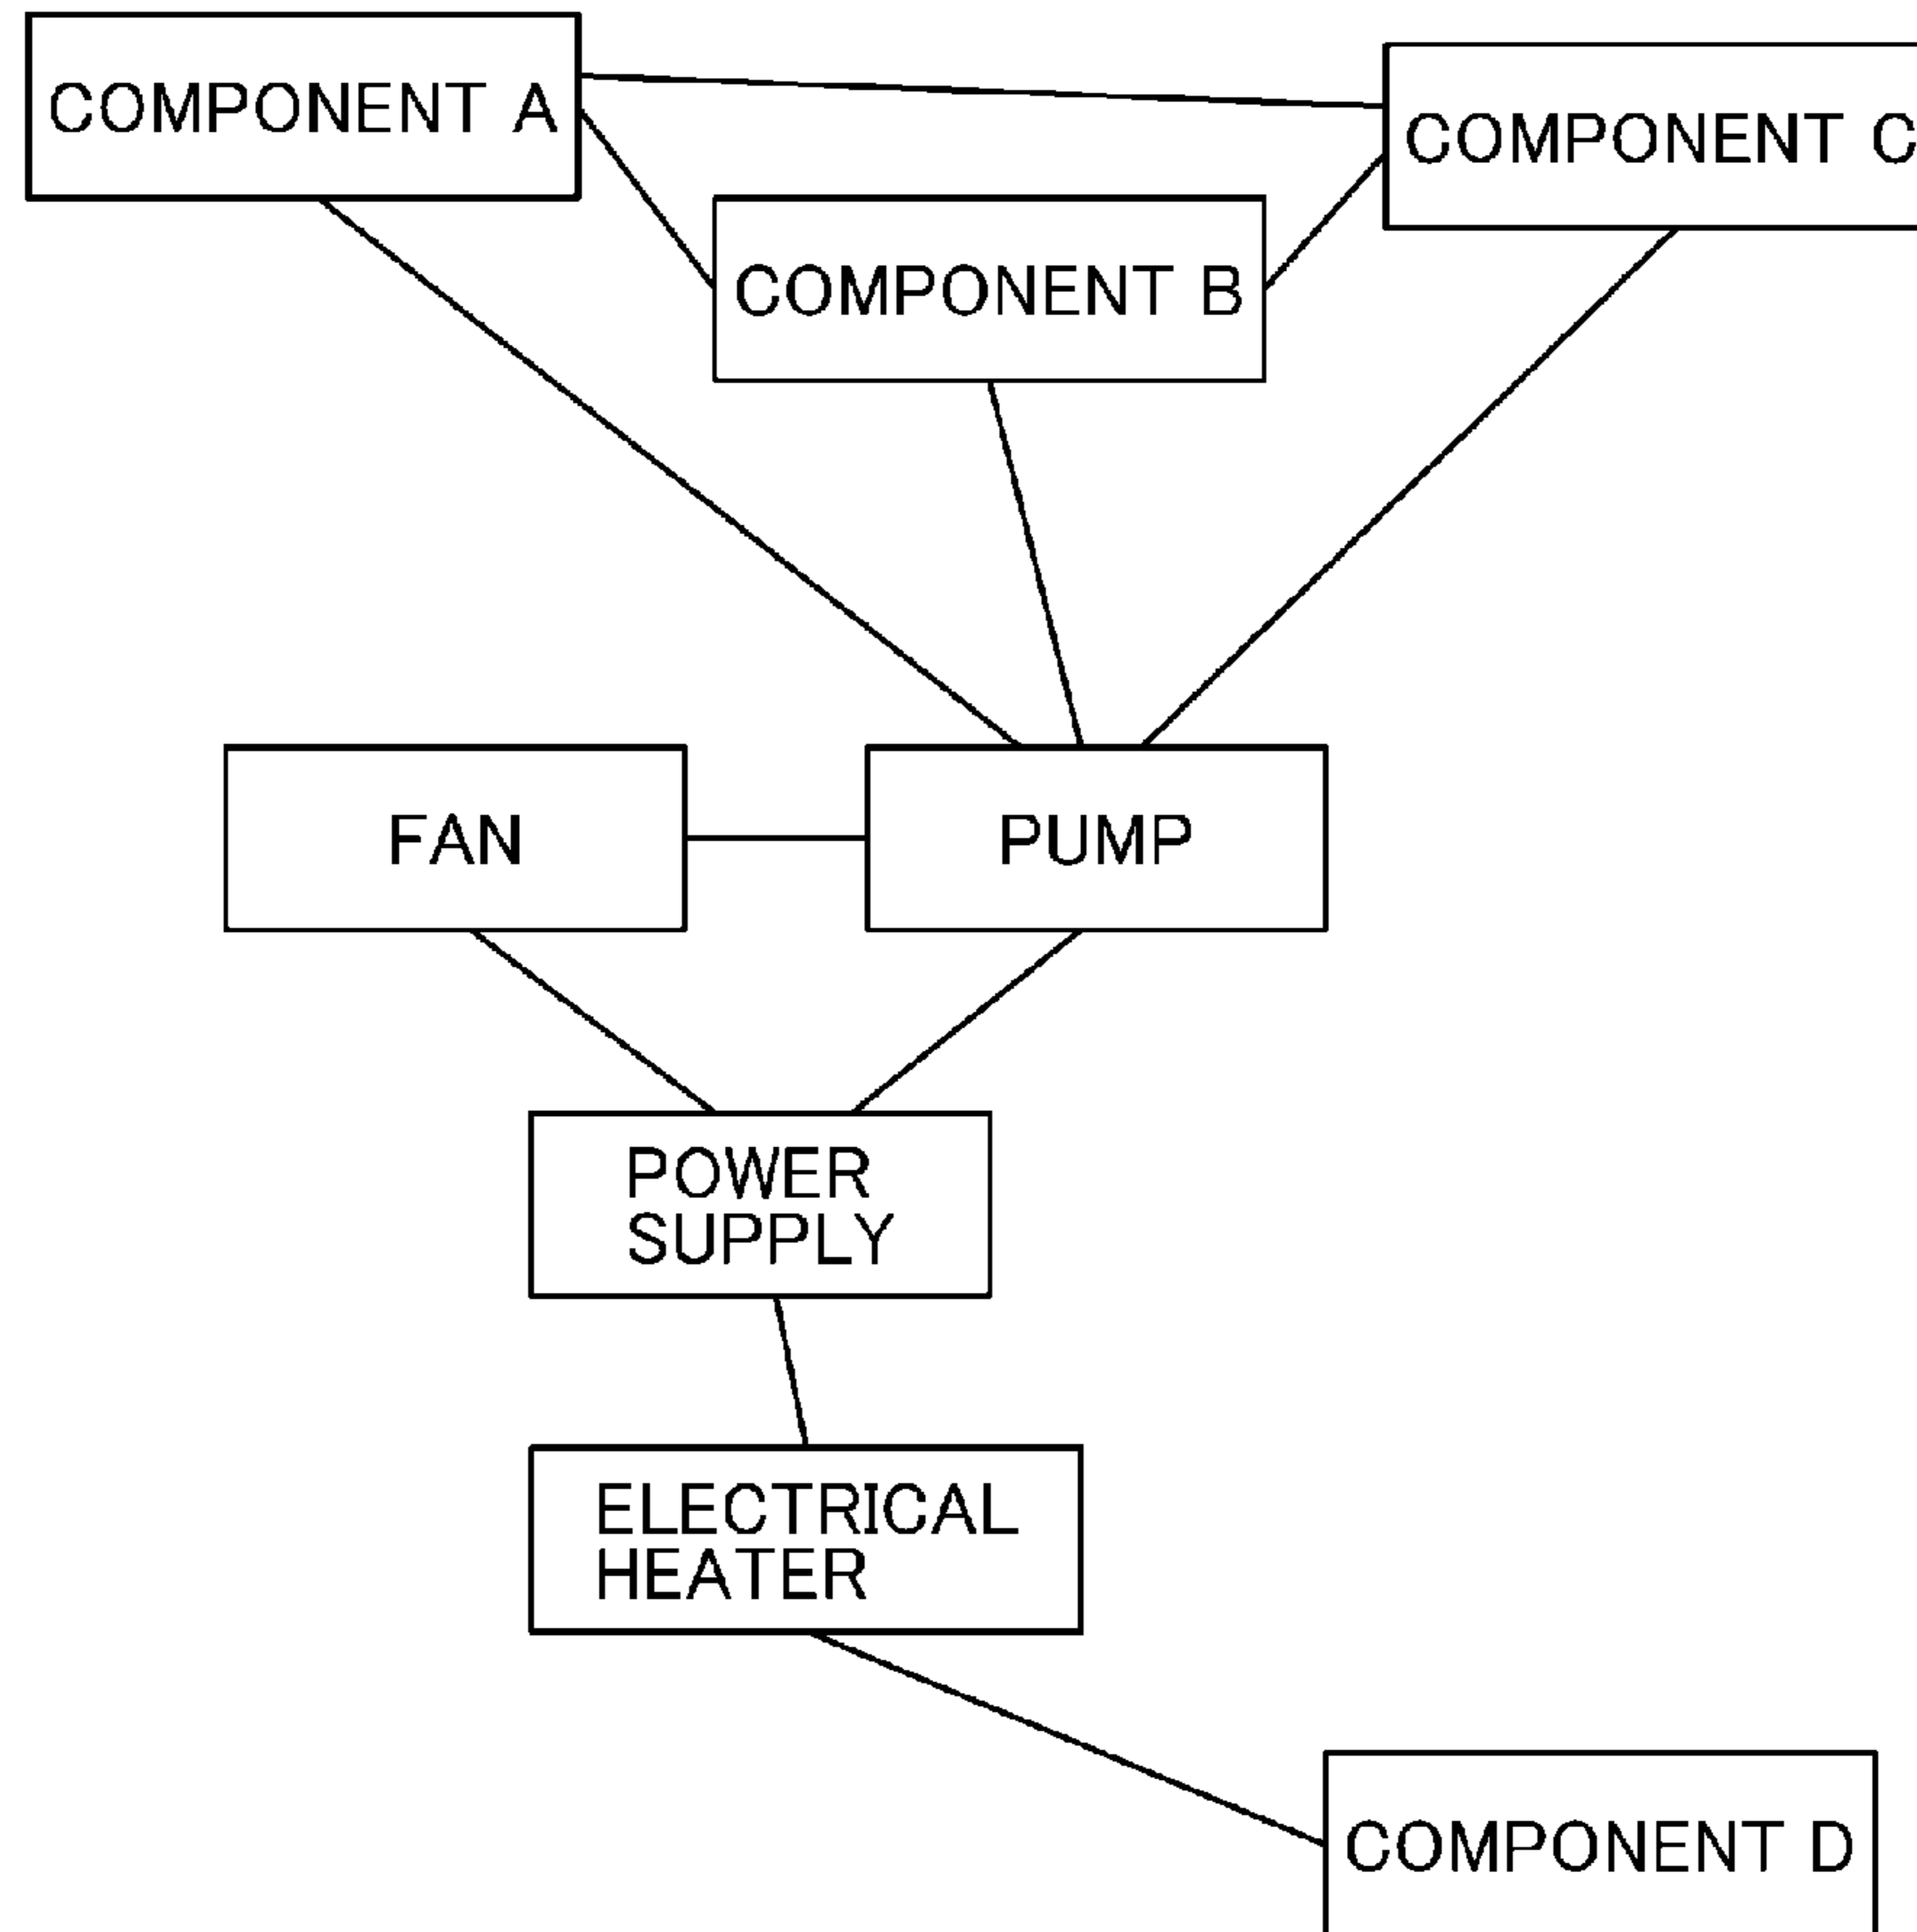 COMPONENT A
COMPONENT C
COMPONENT B
FAN
PUMP
POWER
SUPPLY
ELECTRICAL
HEATER
COMPONENT D